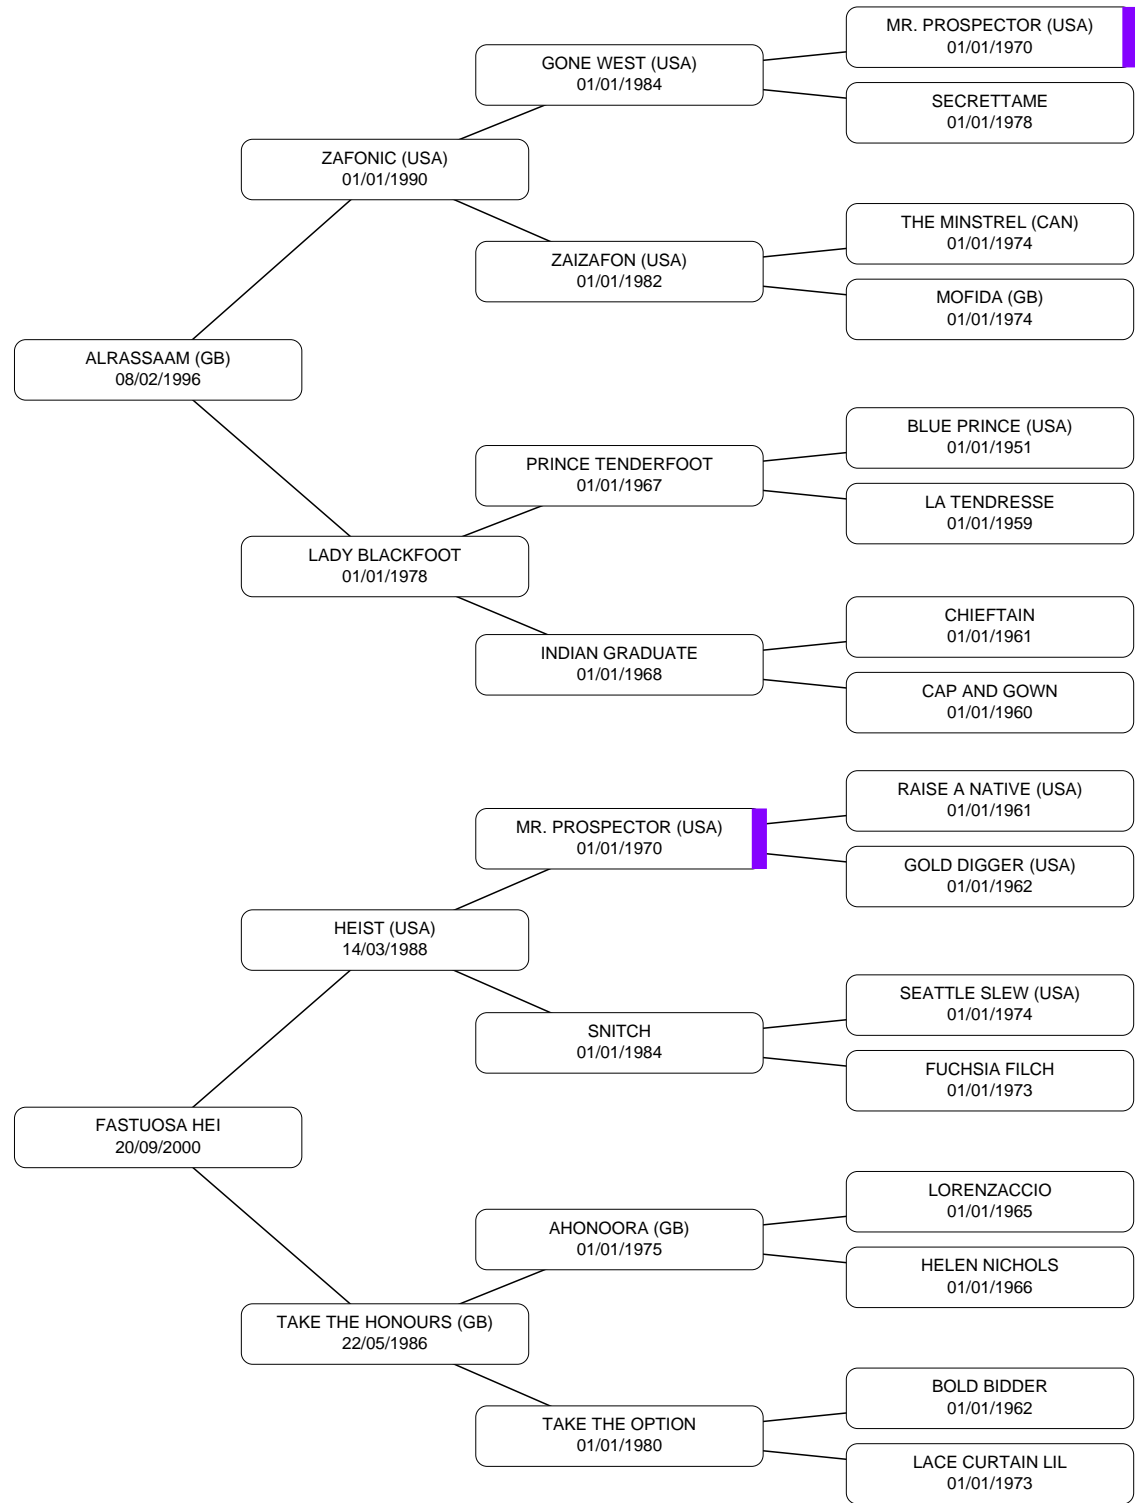 MR. PROSPECTOR (USA)
01/01/1970
GONE WEST (USA)
01/01/1984
SECRETTAME
01/01/1978
ZAFONIC (USA)
01/01/1990
THE MINSTREL (CAN)
01/01/1974
ZAIZAFON (USA)
01/01/1982
MOFIDA (GB)
01/01/1974
ALRASSAAM (GB)
08/02/1996
BLUE PRINCE (USA)
01/01/1951
PRINCE TENDERFOOT
01/01/1967
LA TENDRESSE
01/01/1959
LADY BLACKFOOT
01/01/1978
CHIEFTAIN
01/01/1961
INDIAN GRADUATE
01/01/1968
CAP AND GOWN
01/01/1960
RAISE A NATIVE (USA)
01/01/1961
MR. PROSPECTOR (USA)
01/01/1970
GOLD DIGGER (USA)
01/01/1962
HEIST (USA)
14/03/1988
SEATTLE SLEW (USA)
01/01/1974
SNITCH
01/01/1984
FUCHSIA FILCH
01/01/1973
FASTUOSA HEI
20/09/2000
LORENZACCIO
01/01/1965
AHONOORA (GB)
01/01/1975
HELEN NICHOLS
01/01/1966
TAKE THE HONOURS (GB)
22/05/1986
BOLD BIDDER
01/01/1962
TAKE THE OPTION
01/01/1980
LACE CURTAIN LIL
01/01/1973